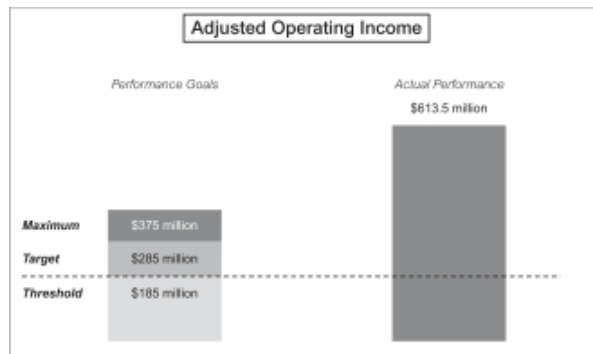 Adjusted Operating Income
Performance Goals
Actual Performance
$613.5 million
Maximum
$375 million
Target
$285 million
Threshold
$185 million